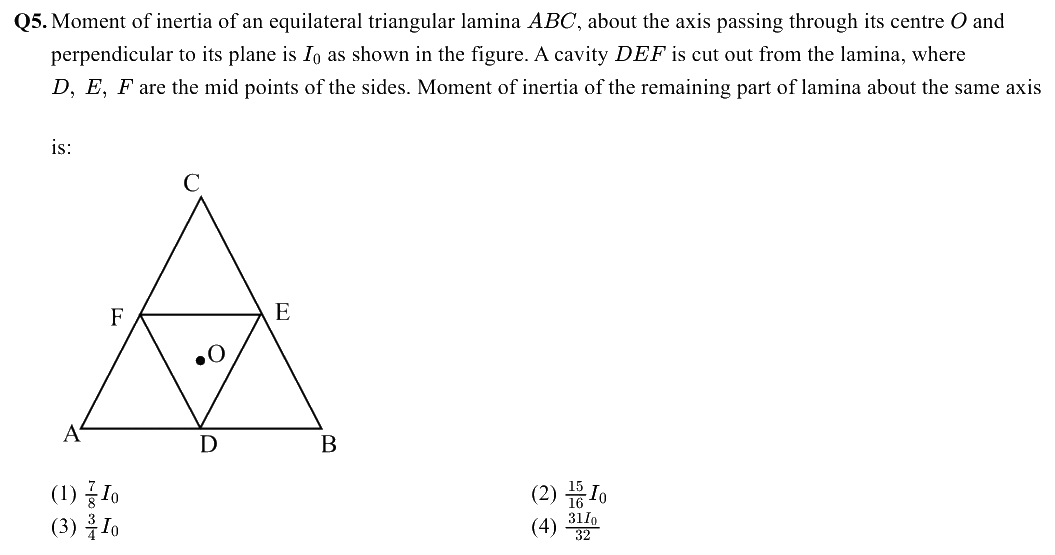 Q5. Moment of inertia of an equilateral triangular lamina ABC, about the axis passing through its centre O and
perpendicular to its plane is I₀ as shown in the figure. A cavity DEF is cut out from the lamina, where
D, E, F are the mid points of the sides. Moment of inertia of the remaining part of lamina about the same axis
is:
C
F
E
O
A
D
B
(1) 7/8 I₀
(2) 15/16 I₀
(3) 3/4 I₀
(4) 31I₀/32